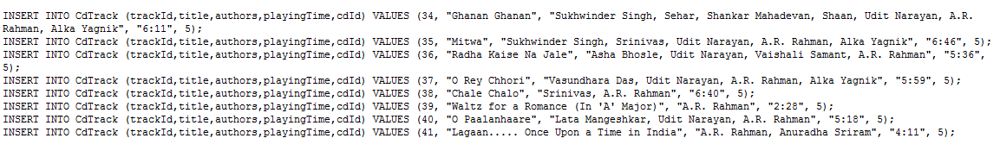 INSERT INTO CdTrack (trackId,title,authors,playingTime,cdId) VALUES (34, "Ghanan Ghanan", "Sukhwinder Singh, Sehar, Shankar Mahadevan, Shaan, Udit Narayan, A.R.
Rahman, Alka Yagnik", "6:11", 5);
INSERT INTO CdTrack (trackId,title,authors,playingTime,cdId) VALUES (35, "Mitwa", "Sukhwinder Singh, Srinivas, Udit Narayan, A.R. Rahman, Alka Yagnik", "6:46", 5);
INSERT INTO CdTrack (trackId,title,authors,playingTime,cdId) VALUES (36, "Radha Kaise Na Jale", "Asha Bhosle, Udit Narayan, Vaishali Samant, A.R. Rahman", "5:36",
5);
INSERT INTO CdTrack (trackId,title,authors,playingTime,cdId) VALUES (37, "O Rey Chhori", "Vasundhara Das, Udit Narayan, A.R. Rahman, Alka Yagnik", "5:59", 5);
INSERT INTO CdTrack (trackId,title,authors,playingTime,cdId) VALUES (38, "Chale Chalo", "Srinivas, A.R. Rahman", "6:40", 5);
INSERT INTO CdTrack (trackId,title,authors,playingTime,cdId) VALUES (39, "Waltz for a Romance (In 'A' Major)", "A.R. Rahman", "2:28", 5);
INSERT INTO CdTrack (trackId,title,authors,playingTime,cdId) VALUES (40, "O Paalanhaare", "Lata Mangeshkar, Udit Narayan, A.R. Rahman", "5:18", 5);
INSERT INTO CdTrack (trackId,title,authors,playingTime,cdId) VALUES (41, "Lagaan..... Once Upon a Time in India", "A.R. Rahman, Anuradha Sriram", "4:11", 5);